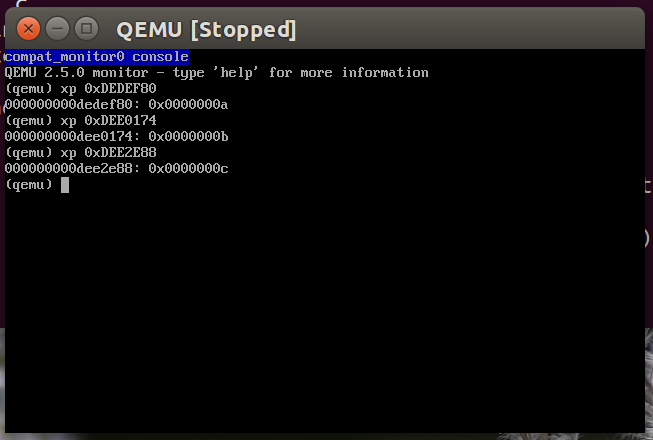 QEMU [Stopped]
compat_monitor0 console
QEMU 2.5.0 monitor - type 'help' for more information
(qemu) xp 0xDEDEF80
000000000dedef80: 0x0000000a
(qemu) xp 0xDEE0174
000000000dee0174: 0x0000000b
(qemu) xp 0xDEE2E88
000000000dee2e88: 0x0000000c
(qemu)